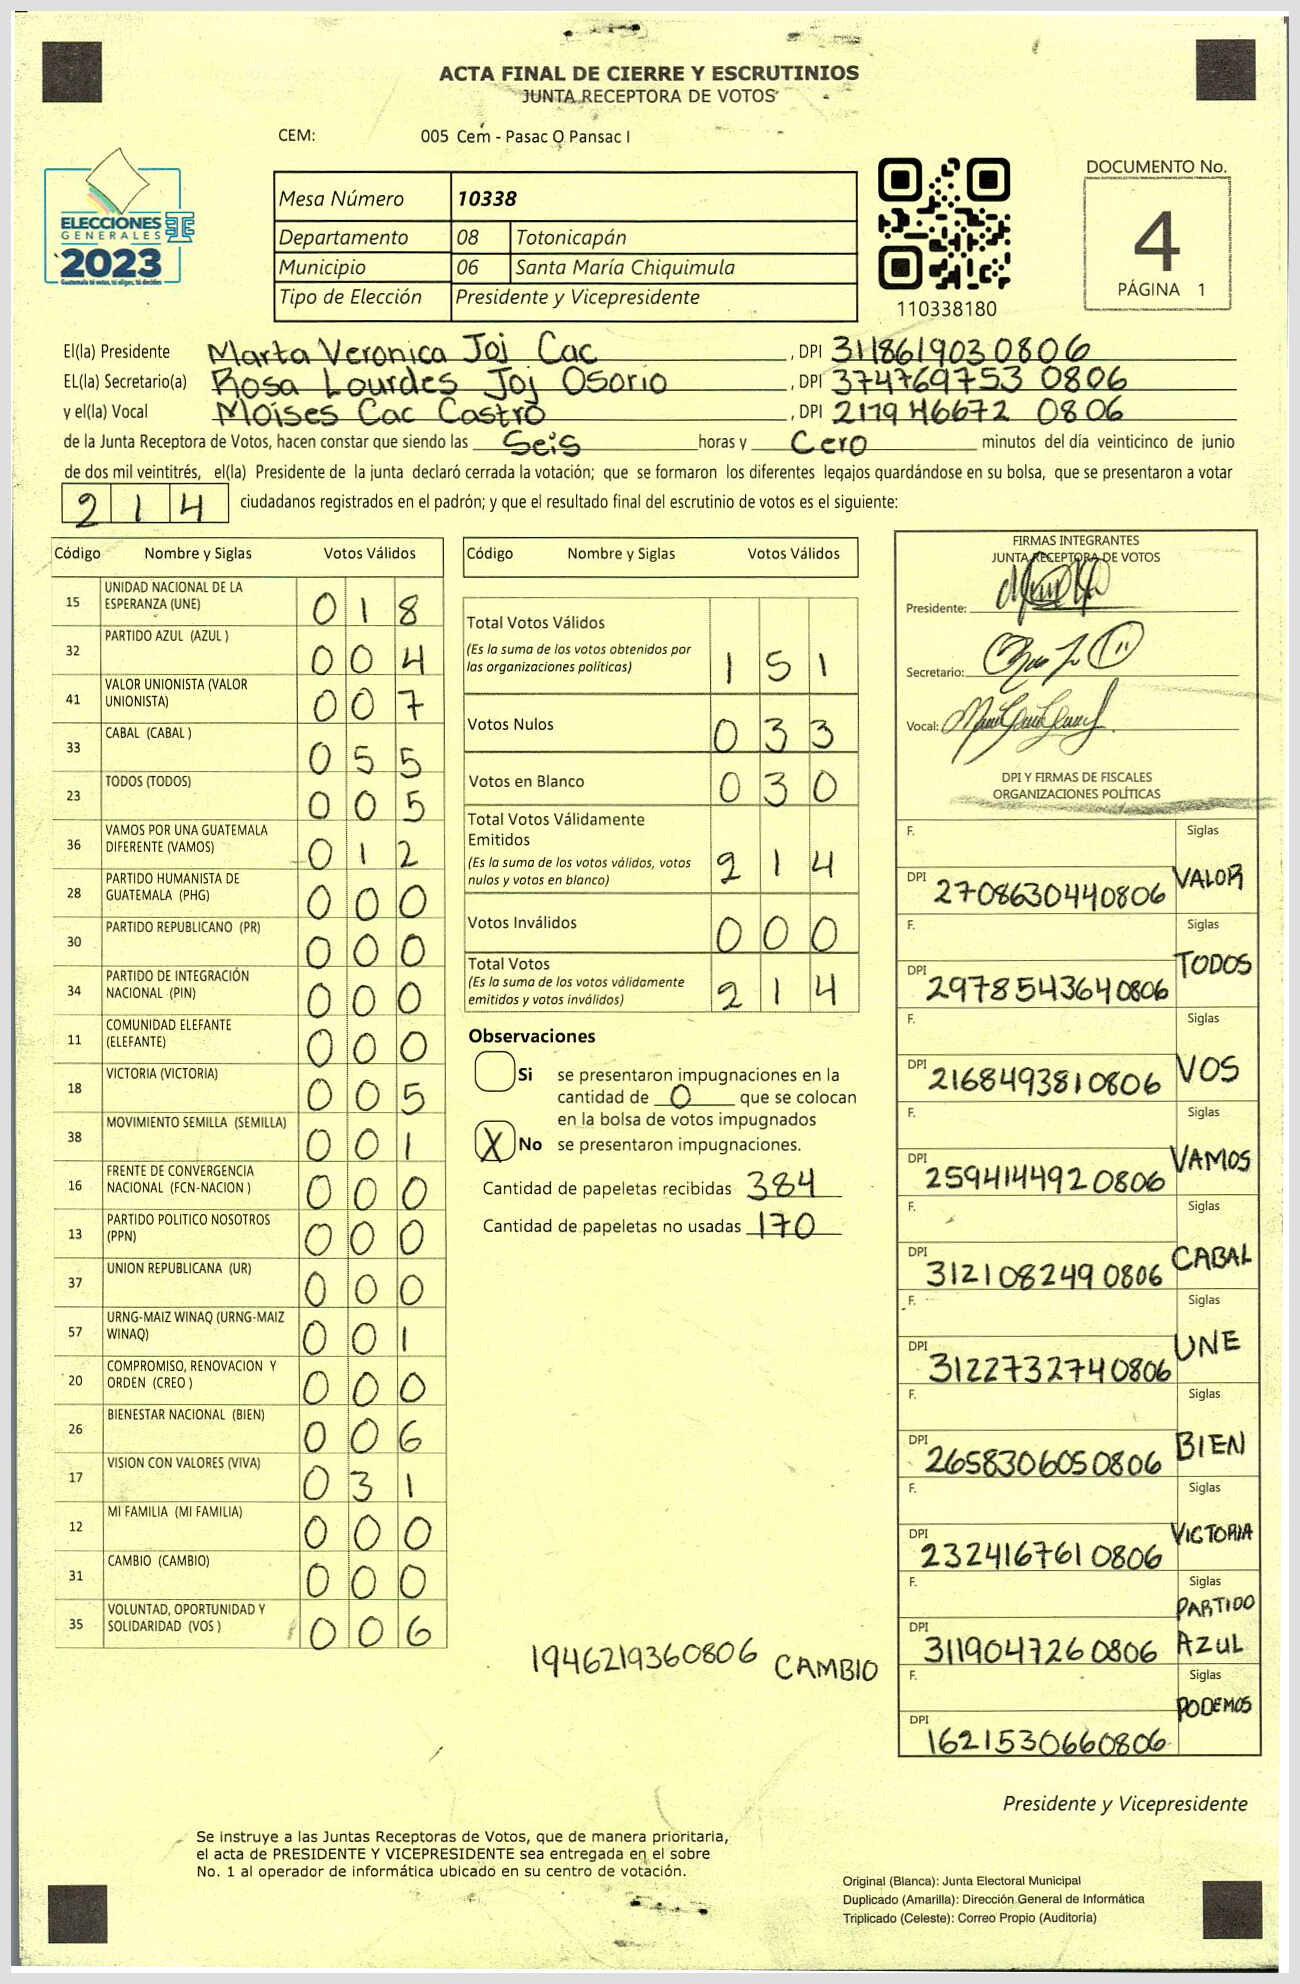 ACTA FINAL DE CIERRE Y ESCRUTINIOS
JUNTA RECEPTORA DE VOTOS
CEM: 005 Cem - Pasac O Pansac I
ELECCIONES
GENERALES
2023
Guatemala tú votas, tú eliges, tú decides
Mesa Número 10338
Departamento 08 Totonicapán
Municipio 06 Santa María Chiquimula
Tipo de Elección Presidente y Vicepresidente
110338180
DOCUMENTO No.
4
PÁGINA 1
El(la) Presidente Marta Veronica Joj Cac , DPI 311861903 0806
EL(la) Secretario(a) Rosa Lourdes Joj Osorio , DPI 374769753 0806
y el(la) Vocal Moises Cac Castro , DPI 2179 46672 0806
de la Junta Receptora de Votos, hacen constar que siendo las Seis horas y Cero minutos del día veinticinco de junio
de dos mil veintitrés, el(la) Presidente de la junta declaró cerrada la votación; que se formaron los diferentes legajos quardándose en su bolsa, que se presentaron a votar
2 1 4 ciudadanos registrados en el padrón; y que el resultado final del escrutinio de votos es el siguiente:
Código Nombre y Siglas Votos Válidos
15 UNIDAD NACIONAL DE LA
ESPERANZA (UNE) 0 1 8
32 PARTIDO AZUL (AZUL ) 0 0 4
41 VALOR UNIONISTA (VALOR
UNIONISTA) 0 0 7
33 CABAL (CABAL ) 0 5 5
23 TODOS (TODOS) 0 0 5
36 VAMOS POR UNA GUATEMALA
DIFERENTE (VAMOS) 0 1 2
28 PARTIDO HUMANISTA DE
GUATEMALA (PHG) 0 0 0
30 PARTIDO REPUBLICANO (PR) 0 0 0
34 PARTIDO DE INTEGRACIÓN
NACIONAL (PIN) 0 0 0
11 COMUNIDAD ELEFANTE
(ELEFANTE) 0 0 0
18 VICTORIA (VICTORIA) 0 0 5
38 MOVIMIENTO SEMILLA (SEMILLA) 0 0 1
16 FRENTE DE CONVERGENCIA
NACIONAL (FCN-NACION ) 0 0 0
13 PARTIDO POLITICO NOSOTROS
(PPN) 0 0 0
37 UNION REPUBLICANA (UR) 0 0 0
57 URNG-MAIZ WINAQ (URNG-MAIZ
WINAQ) 0 0 1
20 COMPROMISO, RENOVACION Y
ORDEN (CREO ) 0 0 0
26 BIENESTAR NACIONAL (BIEN) 0 0 6
17 VISION CON VALORES (VIVA) 0 3 1
12 MI FAMILIA (MI FAMILIA) 0 0 0
31 CAMBIO (CAMBIO) 0 0 0
35 VOLUNTAD, OPORTUNIDAD Y
SOLIDARIDAD (VOS ) 0 0 6
Código Nombre y Siglas Votos Válidos
Total Votos Válidos
(Es la suma de los votos obtenidos por
las organizaciones políticas) 1 5 1
Votos Nulos 0 3 3
Votos en Blanco 0 3 0
Total Votos Válidamente
Emitidos
(Es la suma de los votos válidos, votos
nulos y votos en blanco) 2 1 4
Votos Inválidos 0 0 0
Total Votos
(Es la suma de los votos válidamente
emitidos y votos inválidos) 2 1 4
Observaciones
Si se presentaron impugnaciones en la
cantidad de 0 que se colocan
en la bolsa de votos impugnados
X No se presentaron impugnaciones.
Cantidad de papeletas recibidas 384
Cantidad de papeletas no usadas 170
1946219360806 CAMBIO
FIRMAS INTEGRANTES
JUNTA RECEPTORA DE VOTOS
Presidente:
Secretario:
Vocal:
DPI Y FIRMAS DE FISCALES
ORGANIZACIONES POLÍTICAS
F. Siglas
DPI 2708630440806 VALOR
F. Siglas
DPI 2978543640806 TODOS
F. Siglas
DPI 2168493810806 VOS
F. Siglas
DPI 2594144920806 VAMOS
F. Siglas
DPI 3121082490806 CABAL
F. Siglas
DPI 3122732740806 UNE
F. Siglas
DPI 2658306050806 BIEN
F. Siglas
DPI 2324167610806 VICTORIA
F. Siglas
PARTIDO
DPI 3119047260806 AZUL
F. Siglas
PODEMOS
DPI 1621530660806
Presidente y Vicepresidente
Se instruye a las Juntas Receptoras de Votos, que de manera prioritaria,
el acta de PRESIDENTE Y VICEPRESIDENTE sea entregada en el sobre
No. 1 al operador de informática ubicado en su centro de votación.
Original (Blanca): Junta Electoral Municipal
Duplicado (Amarilla): Dirección General de Informática
Triplicado (Celeste): Correo Propio (Auditoría)